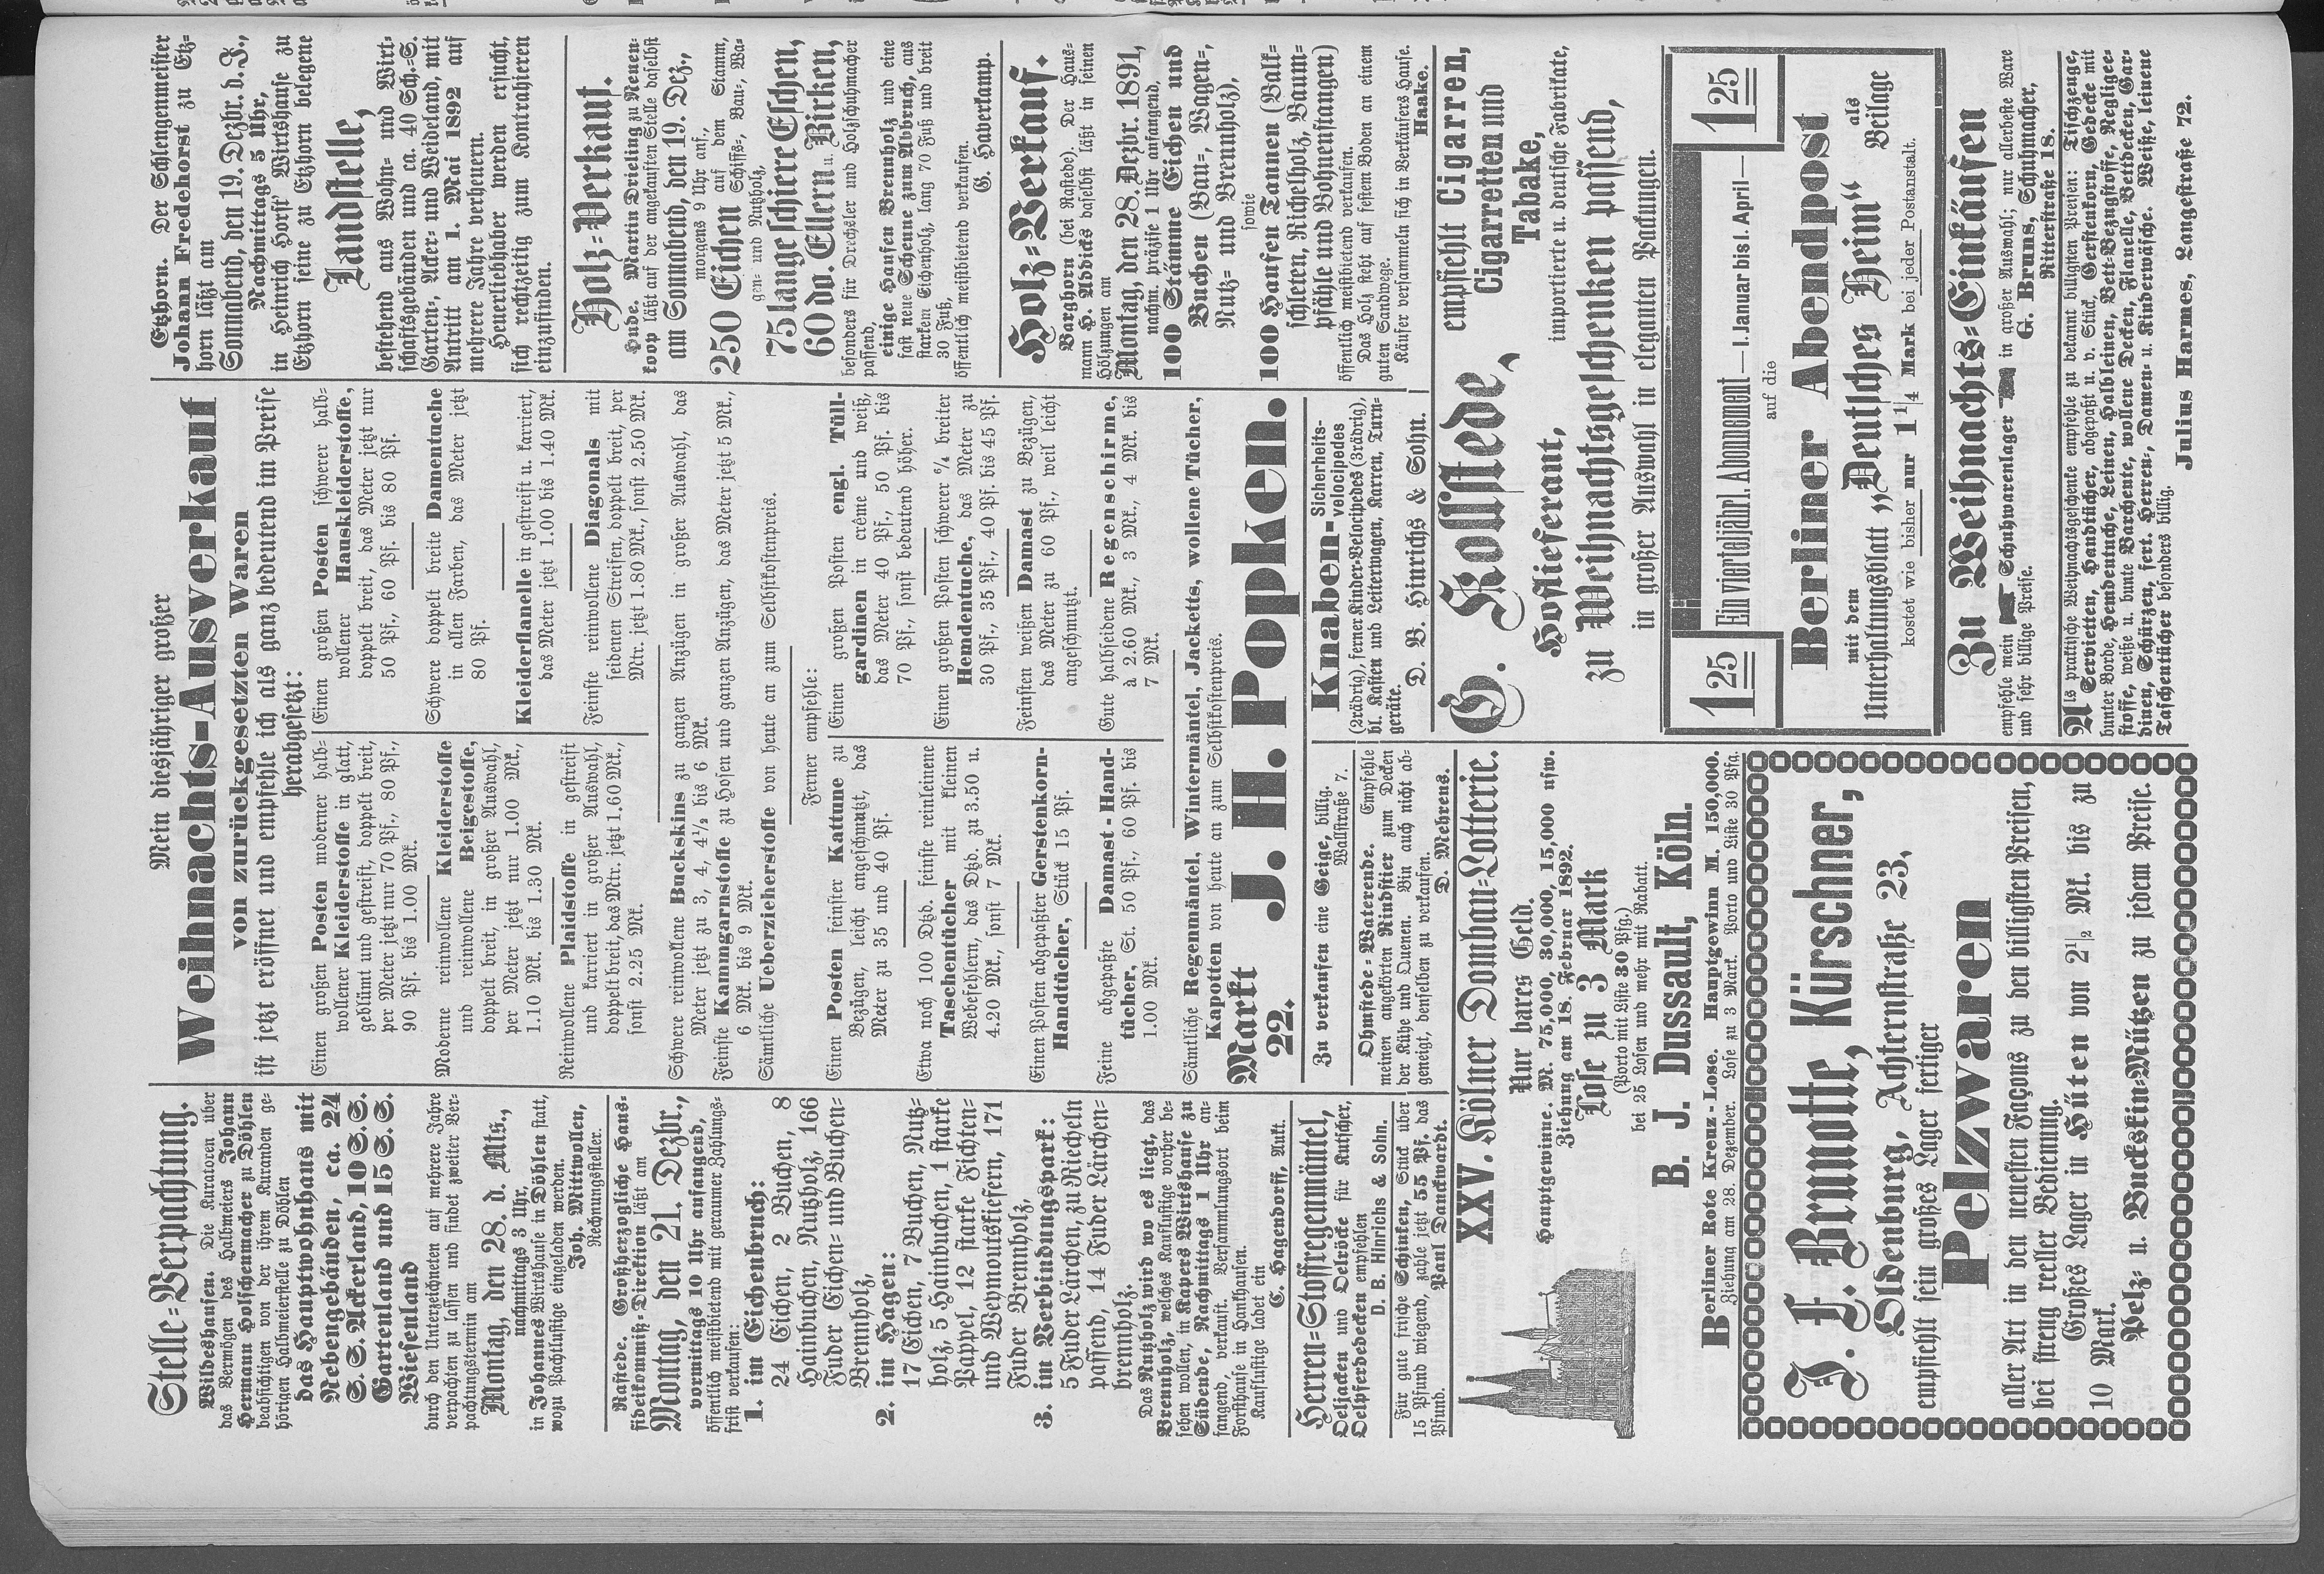 Stelle=Verpachtung.
Wildeshausen. Die Kuratoren über
das Vermögen des Halbmeiers Johann
Hermann Holschenmacher zu Döhlen
beabsichtigen von der ihrem Kuranden ge-
hörigen Halbmeierstelle zu Döhlen
das Hauptwohnhaus mit
Nebengebäuden, ca. 24
S. S. Ackerland, 10 S. S.
Gartenland und 15 S. S.
Wiesenland
durch den Unterzeichneten auf mehrere Jahre
verpachten zu lassen und findet zweiter Ver-
pachtungstermin am
Montag, den 28. d. Mts.,
nachmittags 3 Uhr,
in Johannes Wirtshause in Döhlen statt,
wozu Pachtlustige eingeladen werden.
Joh. Mittwollen,
Rechnungssteller.
Rastede. Großherzogliche Haus-
fideikommiß-Direktion läßt am
Montag, den 21. Dezbr.,
vormittags 10 Uhr anfangend,
öffentlich meistbietend mit geraumer Zahlungs-
frist verkaufen:
1. im Eichenbruch:
24 Eichen, 2 Buchen, 8
Hainbuchen, Nutzholz, 166
Fuder Eichen= und Buchen=
Brennholz,
2. im Hagen:
17 Eichen, 7 Buchen, Nutz=
holz, 5 Hainbuchen, 1 starke
Pappel, 12 starke Fichten=
und Weymoutskiefern, 171
Fuder Brennholz,
3. im Verbindungspark:
5 Fuder Lärchen, zu Riecheln
passend, 14 Fuder Lärchen=
brennholz.
Das Nutzholz wird wo es liegt, das
Brennholz, welches Kauflustige vorher be-
sehen wollen, in Kapers Wirtshause zu
Südende, Nachmittags 1 Uhr an-
fangend, verkauft. Versammlungsort beim
Forsthause in Hankhausen.
Kauflustige ladet ein
C. Hagendorff, Aukt.
Herren=Stoffregenmäntel,
Oeljacken und Oelröcke für Kutscher,
Oelpferdedecken empfehlen
D. B. Hinrichs & Sohn.
Für gute frische Schinken, Stück über
15 Pfund wiegend, zahle jetzt 55 Pf. das
Pfund. Paul Danckwardt.
Mein diesjähriger großer
Weihnachts-Ausverkauf
von zurückgesetzten Waren
ist jetzt eröffnet und empfehle ich als ganz bedeutend im Preise
herabgesetzt:
Einen großen Posten moderner halb-
wollener Kleiderstoffe in glatt,
geblümt und gestreift, doppelt breit,
per Meter jetzt nur 70 Pf., 80 Pf.,
90 Pf. bis 1.00 Mk.
Moderne reinwollene Kleiderstoffe
und reinwollene Beigestoffe,
doppelt breit, in großer Auswahl,
per Meter jetzt nur 1.00 Mk.,
1.10 Mk. bis 1.30 Mk.
Reinwollene Plaidstoffe in gestreift
und karriert in großer Auswahl,
doppelt breit, das Mtr. jetzt 1.60 Mk.,
sonst 2.25 Mk.
Einen großen Posten schwerer halb-
wollener Hauskleiderstoffe,
doppelt breit, das Meter jetzt nur
50 Pf., 60 Pf. bis 80 Pf.
Schwere doppelt breite Damentuche
in allen Farben, das Meter jetzt
80 Pf.
Kleiderflanelle in gestreift u. karriert,
das Meter jetzt 1.00 bis 1.40 Mk.
Feinste reinwollene Diagonals mit
seidenen Streifen, doppelt breit, per
Mtr. jetzt 1.80 Mk., sonst 2.50 Mk.
Schwere reinwollene Buckskins zu ganzen Anzügen in großer Auswahl, das
Meter jetzt zu 3, 4, 4½ bis 6 Mk.
Feinste Kammgarnstoffe zu Hosen und ganzen Anzügen, das Meter jetzt 5 Mk.,
6 Mk. bis 9 Mk.
Sämtliche Ueberzieherstoffe von heute an zum Selbstkostenpreis.
Ferner empfehle:
Einen Posten feinster Kattune zu
Bezügen, leicht angeschmutzt, das
Meter zu 35 und 40 Pf.
Etwa noch 100 Dtzd. feinste reinleinene
Taschentücher mit kleinen
Webefehlern, das Dtzd. zu 3.50 u.
4.20 Mk., sonst 7 Mk.
Einen Posten abgepaßter Gerstenkorn-
Handtücher, Stück 15 Pf.
Feine abgepaßte Damast-Hand-
tücher, St. 50 Pf., 60 Pf. bis
1.00 Mk.
Einen großen Posten engl. Tüll-
gardinen in crême und weiß,
das Meter 40 Pf., 50 Pf. bis
70 Pf., sonst bedeutend höher.
Einen großen Posten schwerer 6/4 breiter
Hemdentuche, das Meter zu
30 Pf., 35 Pf., 40 Pf. bis 45 Pf.
Feinsten weißen Damast zu Bezügen,
das Meter zu 60 Pf., weil leicht
angeschmutzt.
Gute halbseidene Regenschirme,
à 2.60 Mk., 3 Mk., 4 Mk. bis
7 Mk.
Sämtliche Regenmäntel, Wintermäntel, Jacketts, wollene Tücher,
Kapotten von heute an zum Selbstkostenpreis.
Markt 22. J. H. Popken.
Zu verkaufen eine Geige, billig.
Wallstraße 7.
Ohmstede=Waterende. Empfehle
meinen angekörten Rindstier zum Decken
der Kühe und Quenen. Bin auch nicht ab-
geneigt, denselben zu verkaufen.
D. Mehrens.
Knaben- Sicherheits-
velocipedes
(2rädrig), ferner Kinder-Velocipedes (3rädrig),
bl. Kasten und Leiterwagen, Karren, Turn-
geräte. D. B. Hinrichs & Sohn.
Etzhorn. Der Schlengenmeister
Johann Fredehorst zu Etz-
horn läßt am
Sonnabend, den 19. Dezbr. d. J.,
Nachmittags 5 Uhr,
in Heinrich Horst' Wirtshause zu
Etzhorn seine zu Etzhorn belegene
Landstelle,
bestehend aus Wohn- und Wirt-
schaftsgebäuden und ca. 40 Sch.=S.
Garten-, Acker- und Weideland, mit
Antritt am 1. Mai 1892 auf
mehrere Jahre verheuern.
Heuerliebhaber werden ersucht,
sich rechtzeitig zum Kontrahieren
einzufinden.
Holz=Verkauf.
Hude. Martin Drieling zu Neuen-
koop läßt auf der angekauften Stelle daselbst
am Sonnabend, den 19. Dez.,
morgens 9 Uhr anf.,
250 Eichen auf dem Stamm,
Schiffs-, Bau-, Wa-
gen- und Nutzholz,
75 lange schiere Eschen,
60 do. Ellern u. Birken,
besonders für Drechsler und Holzschuhmacher
passend,
einige Haufen Brennholz und eine
fast neue Scheune zum Abbruch, aus
starkem Eichenholz, lang 70 Fuß und breit
30 Fuß,
öffentlich meistbietend verkaufen.
G. Haverkamp.
Holz=Verkauf.
Barghorn (bei Rastede). Der Haus-
mann H. Addicks daselbst läßt in seinen
Hölzungen am
Montag, den 28. Dezbr. 1891,
nachm. präzise 1 Uhr anfangend,
100 Stämme Eichen und
Buchen (Bau-, Wagen-,
Nutz- und Brennholz),
sowie
100 Haufen Tannen (Balk-
schleten, Richelholz, Baum-
pfähle und Bohnenstangen)
öffentlich meistbietend verkaufen.
Das Holz steht auf festem Boden an einem
guten Sandwege.
Käufer versammeln sich in Verkäufers Hause.
Haake.
XXV. Kölner Dombau=Lotterie.
Nur bares Geld.
Hauptgewinne. M. 75,000, 30,000, 15,000 usw.
Ziehung am 18. Februar 1892.
Lose zu 3 Mark
(Porto mit Liste 30 Pfg.)
bei 25 Losen und mehr mit Rabatt.
B. J. Dussault, Köln.
Berliner Rote Kreuz-Lose. Hauptgewinn M. 150,000.
Ziehung am 28. Dezember. Lose zu 3 Mark. Porto und Liste 30 Pfg.
J. F. Brunotte, Kürschner,
Oldenburg, Achternstraße 23,
empfiehlt sein großes Lager fertiger
Pelzwaren
aller Art in den neuesten Façons zu den billigsten Preisen,
bei streng reeller Bedienung.
Großes Lager in Hüten von 2½ Mk. bis zu
10 Mark.
Pelz= u. Buckskin=Mützen zu jedem Preise.
G. Kollstede,
Hoflieferant,
empfiehlt Cigarren,
Cigarretten und
Tabake,
importierte u. deutsche Fabrikate,
zu Weihnachtsgeschenken passend,
in großer Auswahl in eleganten Packungen.
1 25 Ein vierteljährl. Abonnement — 1. Januar bis 1. April — 1 25
auf die
Berliner Abendpost
mit dem
Unterhaltungsblatt „Deutsches Heim“ als
Beilage
kostet wie bisher nur 1¼ Mark bei jeder Postanstalt.
Zu Weihnachts=Einkäufen
empfehle mein Schuhwarenlager in großer Auswahl; nur allerbeste Ware
und sehr billige Preise. G. Bruns, Schuhmacher,
Ritterstraße 18.
Als praktische Weihnachtsgeschenke empfehle zu bekannt billigsten Preisen: Tischzeuge,
Servietten, Handtücher, abgepaßt u. v. Stück, Gerstenkorn, Gedecke mit
bunter Borde, Hemdentuche, Leinen, Halbleinen, Bett-Bezugstoffe, Negligee-
stoffe, weiße u. bunte Barchente, wollene Decken, Flanelle, Bettdecken, Gar-
dinen, Schürzen, fert. Herren-, Damen- u. Kinderwäsche. Weiße, leinene
Taschentücher besonders billig.
Julius Harmes, Langestraße 72.